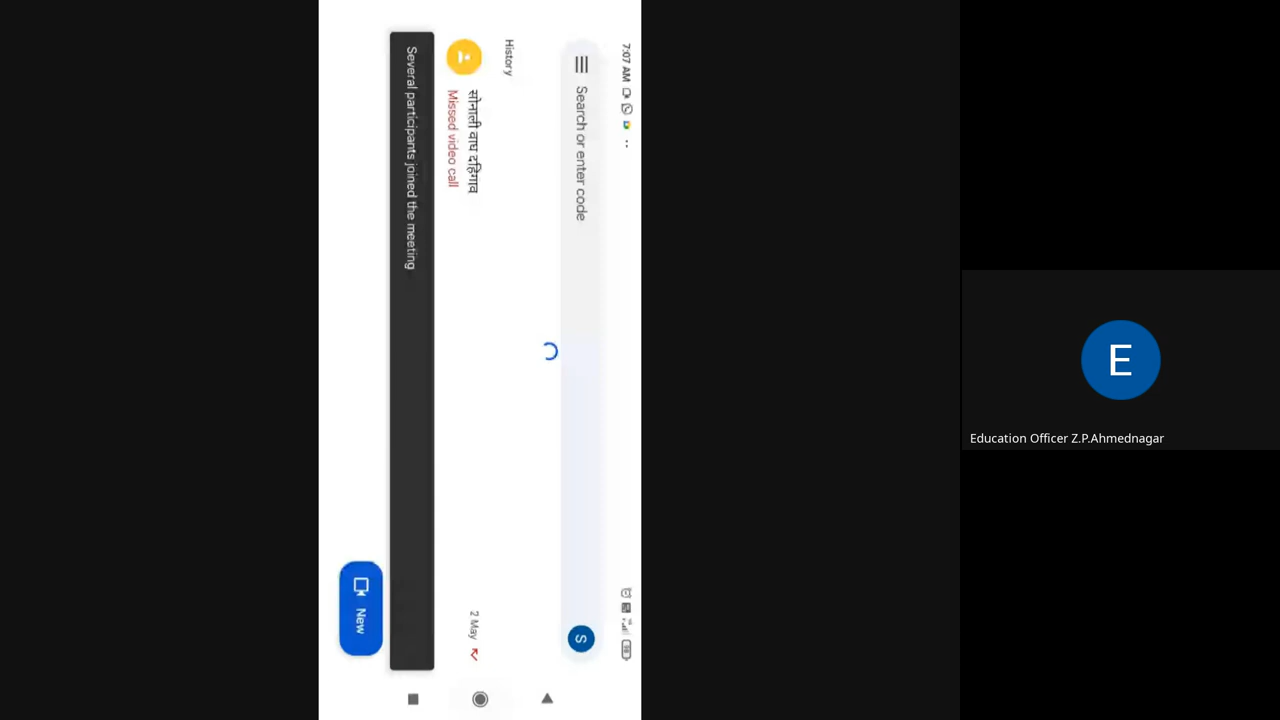 7:07 AM
Search or enter code
S
History
सोनाली वाघ दहिगाव
Missed video call
2 May
Several participants joined the meeting
New
E
Education Officer Z.P.Ahmednagar